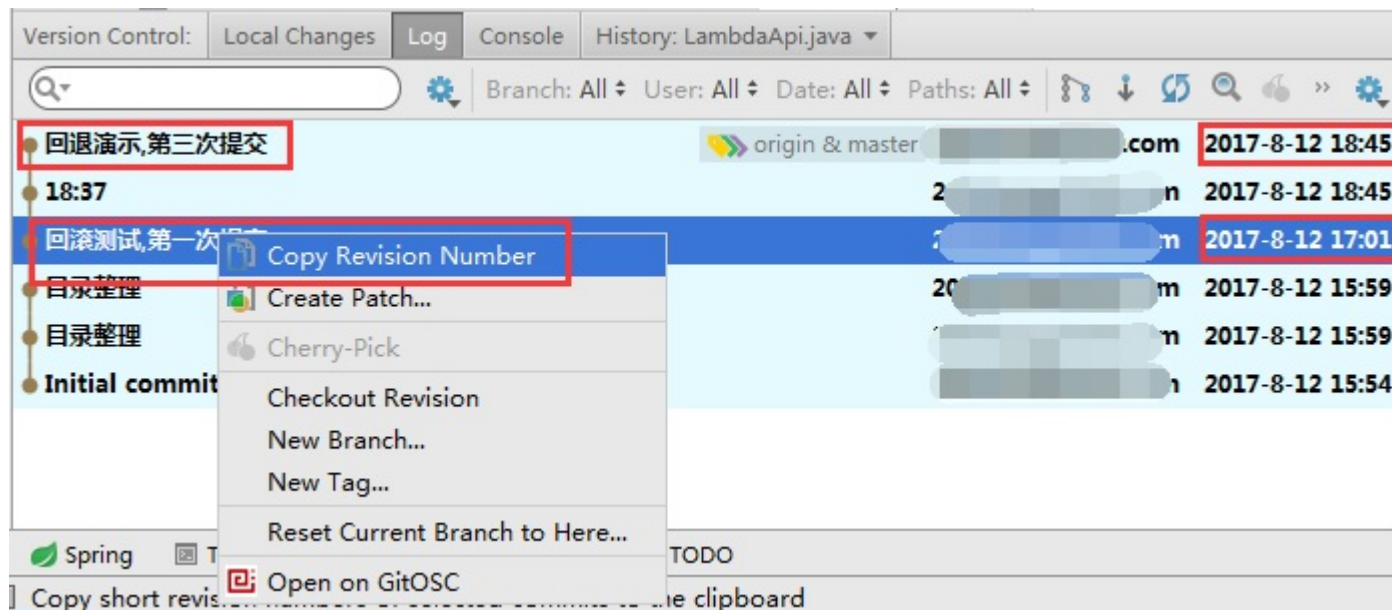 Version Control: Local Changes Log Console History: LambdaApi.java
Branch: All User: All Date: All Paths: All
回退演示,第三次提交 origin & master .com 2017-8-12 18:45
18:37 2 m 2017-8-12 18:45
回滚测试,第一次 m 2017-8-12 17:01
Copy Revision Number
目录整理 20 m 2017-8-12 15:59
Create Patch...
目录整理 m 2017-8-12 15:59
Cherry-Pick
Initial commit 2017-8-12 15:54
Checkout Revision
New Branch...
New Tag...
Reset Current Branch to Here...
Spring T TODO
Open on GitOSC
Copy short revision numbers of selected commits to the clipboard